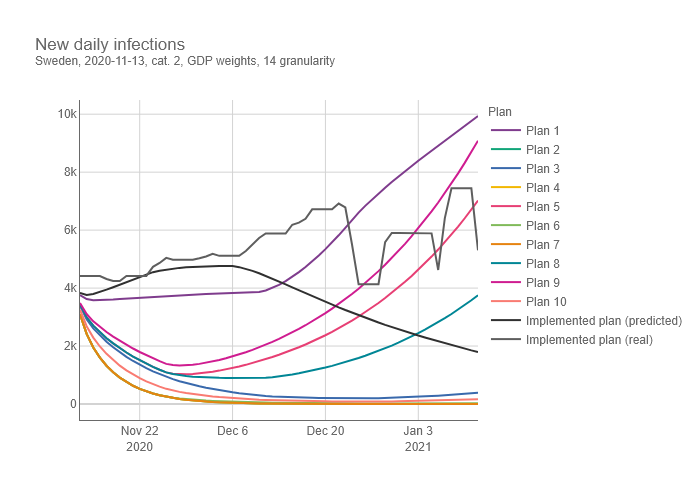 New daily infections
Sweden, 2020-11-13, cat. 2, GDP weights, 14 granularity
10k
8k
6k
4k
2k
0
Nov 22
2020
Dec 6
Dec 20
Jan 3
2021
Plan
Plan 1
Plan 2
Plan 3
Plan 4
Plan 5
Plan 6
Plan 7
Plan 8
Plan 9
Plan 10
Implemented plan (predicted)
Implemented plan (real)